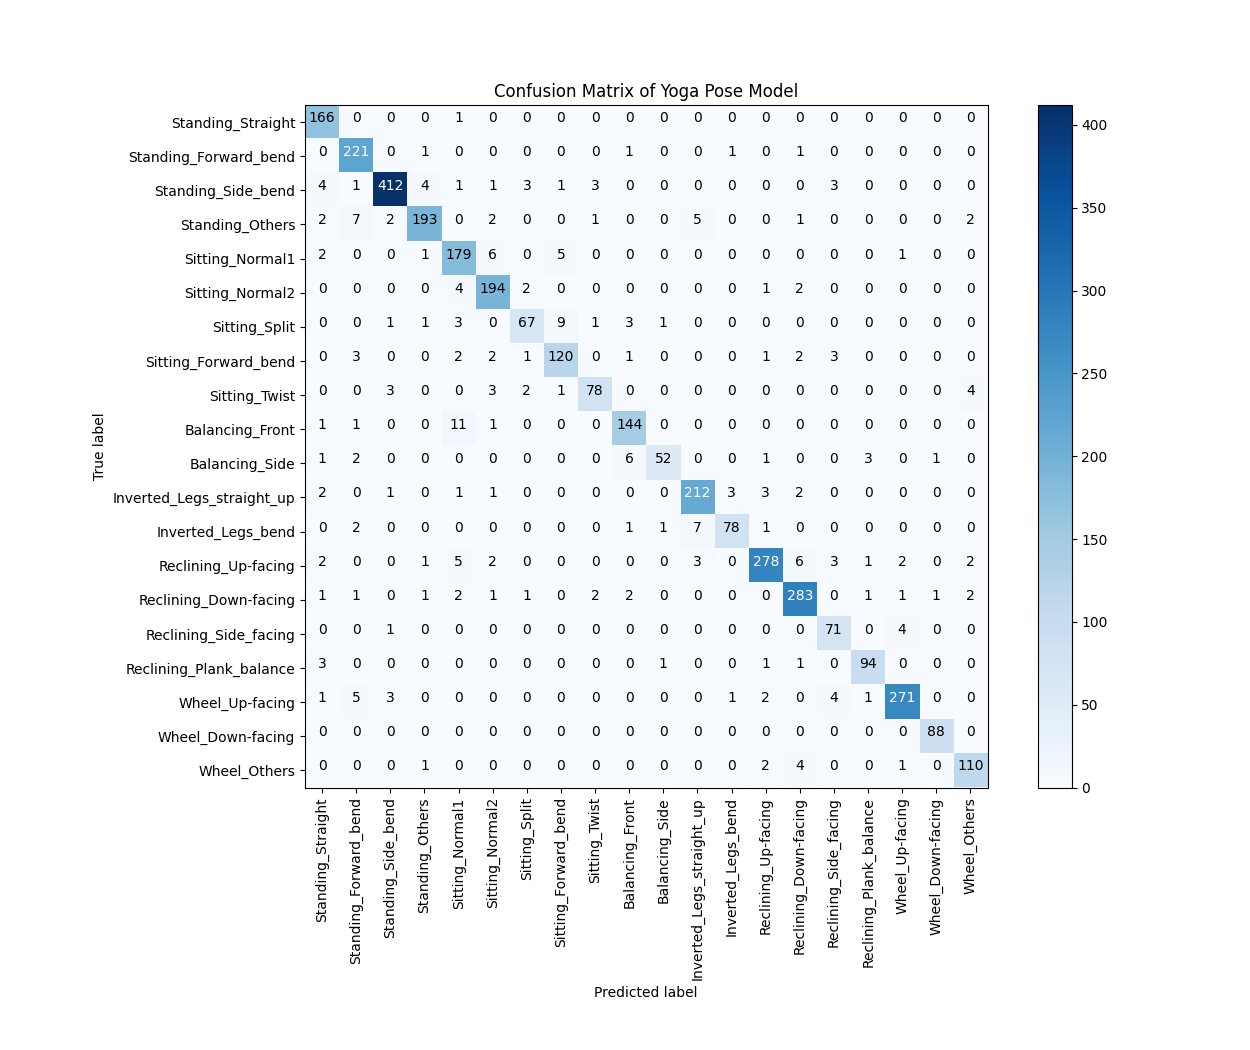 Confusion Matrix of Yoga Pose Model
Standing_Straight 166 0 0 0 1 0 0 0 0 0 0 0 0 0 0 0 0 0 0 0
Standing_Forward_bend 0 221 0 1 0 0 0 0 0 1 0 0 1 0 1 0 0 0 0 0
Standing_Side_bend 4 1 412 4 1 1 3 1 3 0 0 0 0 0 0 3 0 0 0 0
Standing_Others 2 7 2 193 0 2 0 0 1 0 0 5 0 0 1 0 0 0 0 2
Sitting_Normal1 2 0 0 1 179 6 0 5 0 0 0 0 0 0 0 0 0 1 0 0
Sitting_Normal2 0 0 0 0 4 194 2 0 0 0 0 0 0 1 2 0 0 0 0 0
Sitting_Split 0 0 1 1 3 0 67 9 1 3 1 0 0 0 0 0 0 0 0 0
Sitting_Forward_bend 0 3 0 0 2 2 1 120 0 1 0 0 0 1 2 3 0 0 0 0
Sitting_Twist 0 0 3 0 0 3 2 1 78 0 0 0 0 0 0 0 0 0 0 4
Balancing_Front 1 1 0 0 11 1 0 0 0 144 0 0 0 0 0 0 0 0 0 0
Balancing_Side 1 2 0 0 0 0 0 0 0 6 52 0 0 1 0 0 3 0 1 0
Inverted_Legs_straight_up 2 0 1 0 1 1 0 0 0 0 0 212 3 3 2 0 0 0 0 0
Inverted_Legs_bend 0 2 0 0 0 0 0 0 0 1 1 7 78 1 0 0 0 0 0 0
Reclining_Up-facing 2 0 0 1 5 2 0 0 0 0 0 3 0 278 6 3 1 2 0 2
Reclining_Down-facing 1 1 0 1 2 1 1 0 2 2 0 0 0 0 283 0 1 1 1 2
Reclining_Side_facing 0 0 1 0 0 0 0 0 0 0 0 0 0 0 0 71 0 4 0 0
Reclining_Plank_balance 3 0 0 0 0 0 0 0 0 0 1 0 0 1 1 0 94 0 0 0
Wheel_Up-facing 1 5 3 0 0 0 0 0 0 0 0 0 1 2 0 4 1 271 0 0
Wheel_Down-facing 0 0 0 0 0 0 0 0 0 0 0 0 0 0 0 0 0 0 88 0
Wheel_Others 0 0 0 1 0 0 0 0 0 0 0 0 0 2 4 0 0 1 0 110
True label
Standing_Straight
Standing_Forward_bend
Standing_Side_bend
Standing_Others
Sitting_Normal1
Sitting_Normal2
Sitting_Split
Sitting_Forward_bend
Sitting_Twist
Balancing_Front
Balancing_Side
Inverted_Legs_straight_up
Inverted_Legs_bend
Reclining_Up-facing
Reclining_Down-facing
Reclining_Side_facing
Reclining_Plank_balance
Wheel_Up-facing
Wheel_Down-facing
Wheel_Others
Predicted label
400
350
300
250
200
150
100
50
0